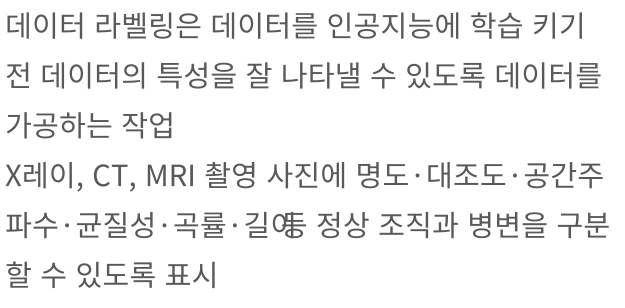 데이터 라벨링은 데이터를 인공지능에 학습 키기
전 데이터의 특성을 잘 나타낼 수 있도록 데이터를
가공하는 작업
X레이, CT, MRI 촬영 사진에 명도·대조도·공간주
파수·균질성·곡률·길이등 정상 조직과 병변을 구분
할 수 있도록 표시